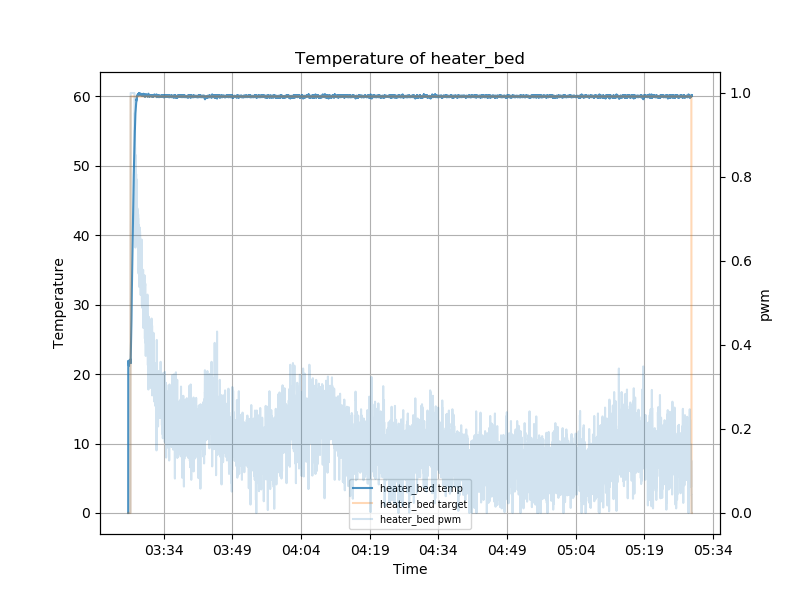 Temperature of heater_bed
60
50
40
30
20
10
0
Temperature
1.0
0.8
0.6
0.4
0.2
0.0
pwm
heater_bed temp
heater_bed target
heater_bed pwm
03:34 03:49 04:04 04:19 04:34 04:49 05:04 05:19 05:34
Time